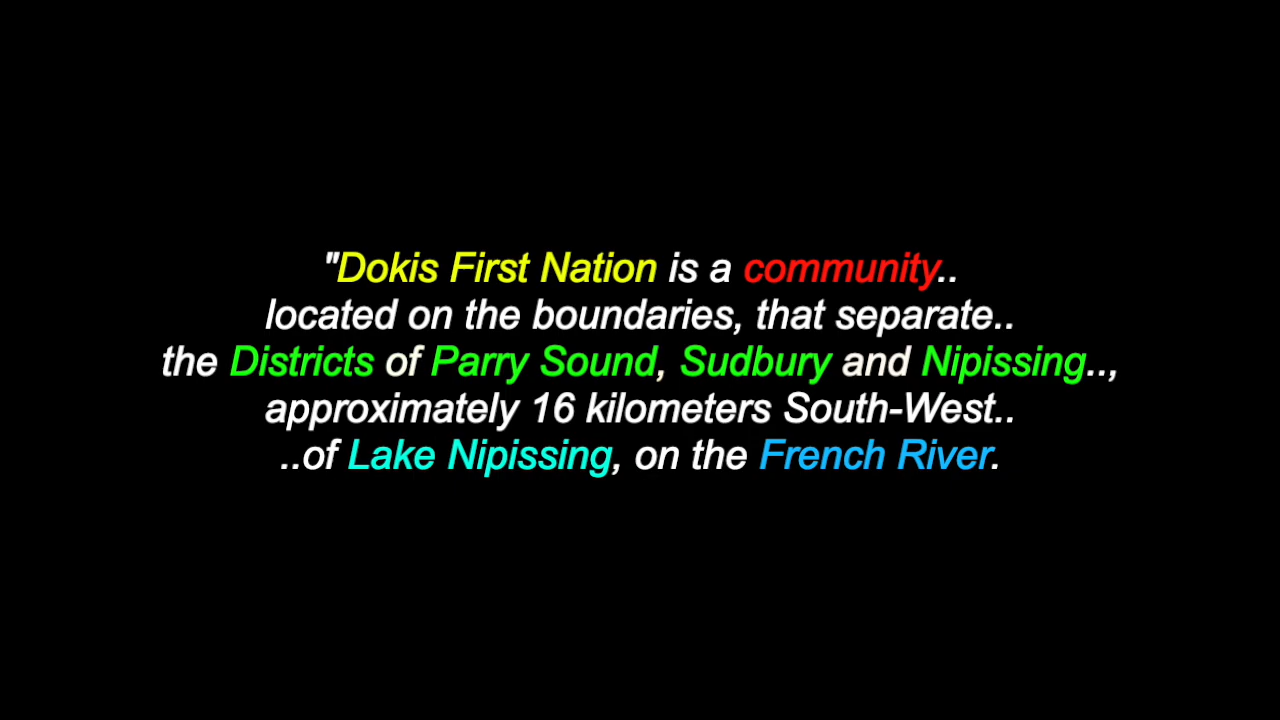 "Dokis First Nation is a community..
located on the boundaries, that separate..
the Districts of Parry Sound, Sudbury and Nipissing..,
approximately 16 kilometers South-West..
..of Lake Nipissing, on the French River.